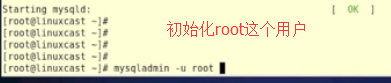 Starting mysqld: [ OK ]
[root@linuxcast ~]#
初始化root这个用户
[root@linuxcast ~]#
[root@linuxcast ~]#
[root@linuxcast ~]#
[root@linuxcast ~]# mysqladmin -u root